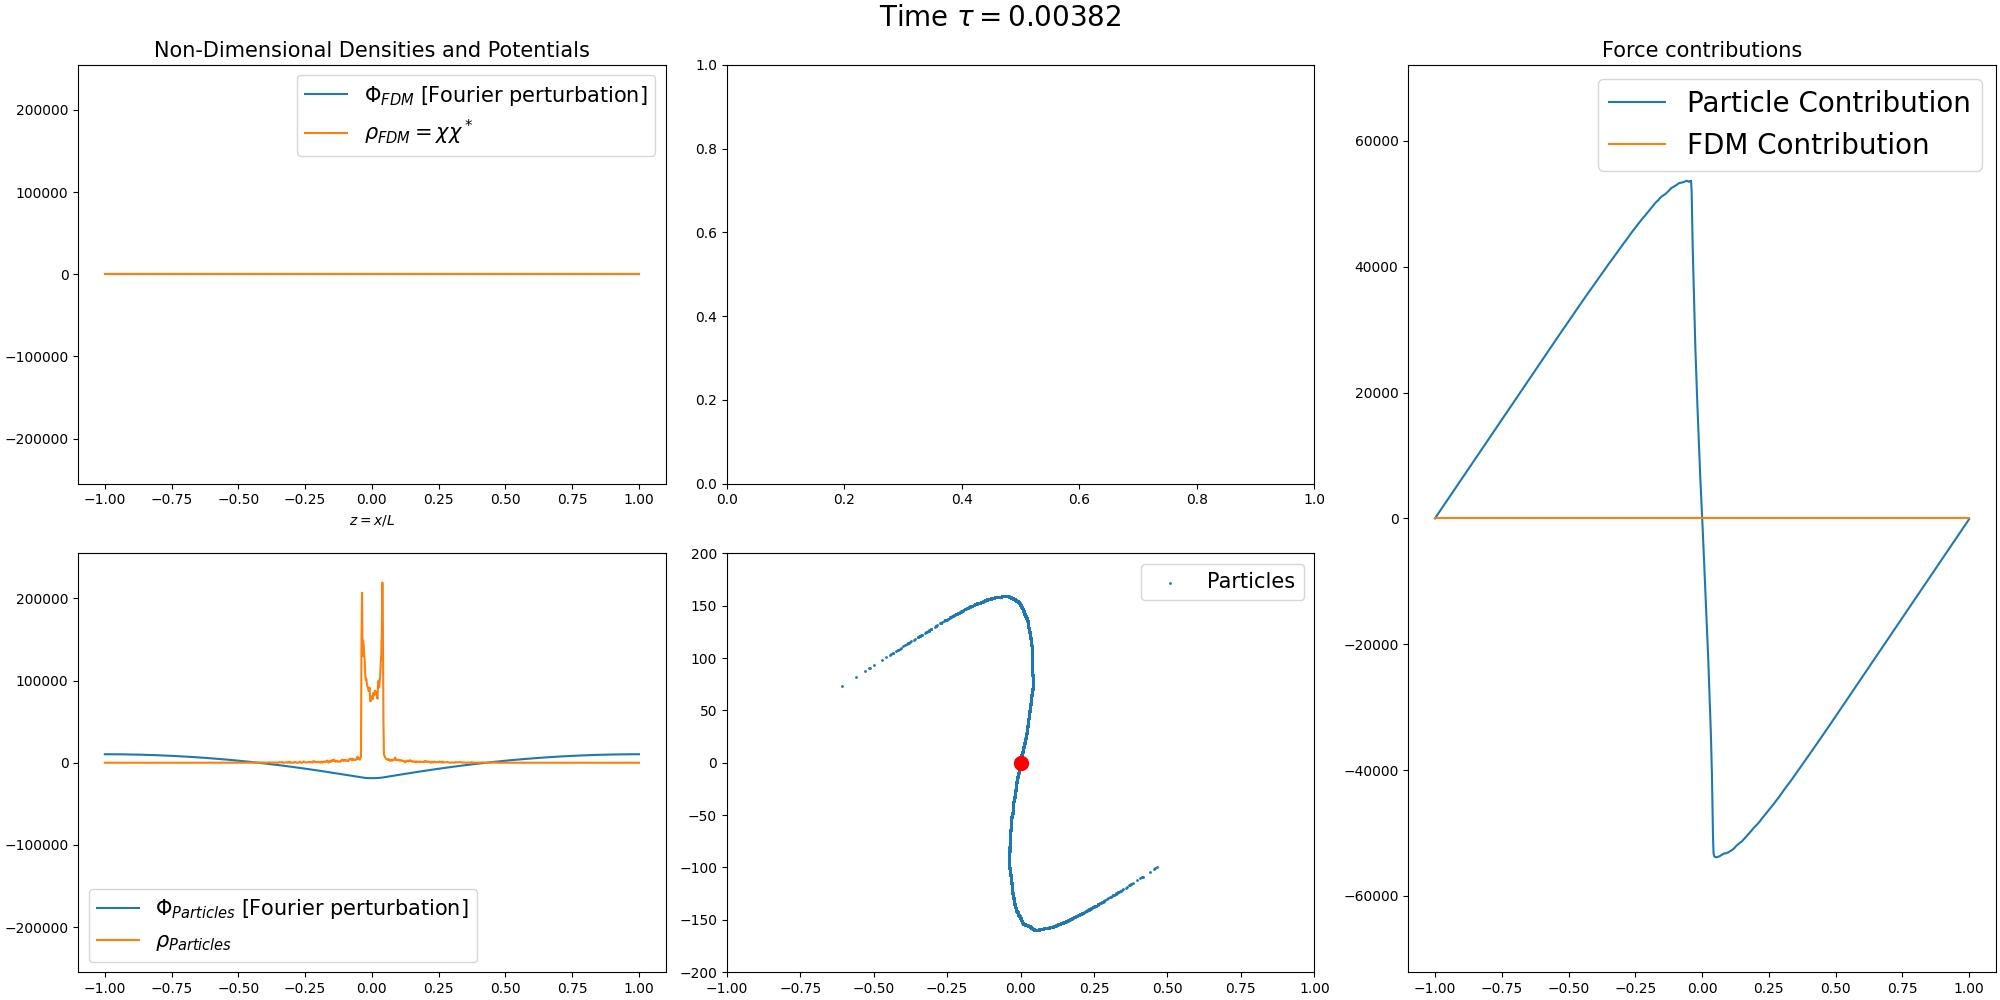 Time τ = 0.00382
Non-Dimensional Densities and Potentials
200000
100000
0
−100000
−200000
Φ_FDM [Fourier perturbation]
ρ_FDM = χχ*
−1.00 −0.75 −0.50 −0.25 0.00 0.25 0.50 0.75 1.00
z = x/L
1.0
0.8
0.6
0.4
0.2
0.0
0.0 0.2 0.4 0.6 0.8 1.0
Force contributions
Particle Contribution
FDM Contribution
60000
40000
20000
0
−20000
−40000
−60000
−1.00 −0.75 −0.50 −0.25 0.00 0.25 0.50 0.75 1.00
200000
100000
0
−100000
−200000
Φ_Particles [Fourier perturbation]
ρ_Particles
−1.00 −0.75 −0.50 −0.25 0.00 0.25 0.50 0.75 1.00
200
150
100
50
0
−50
−100
−150
−200
Particles
−1.00 −0.75 −0.50 −0.25 0.00 0.25 0.50 0.75 1.00